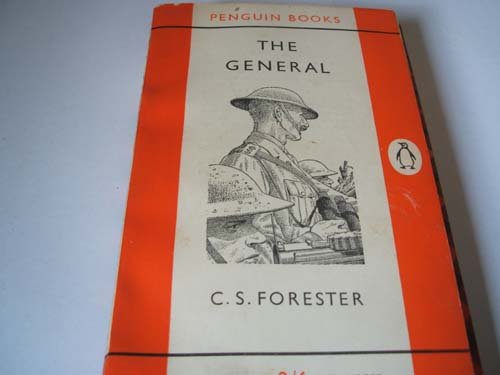 PENGUIN BOOKS
THE
GENERAL
C. S. FORESTER